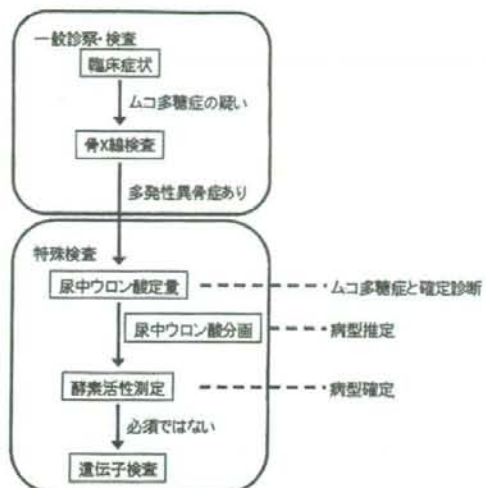 一般診察・検査
臨床症状
ムコ多糖症の疑い
骨X線検査
多発性異骨症あり
特殊検査
尿中ウロン酸定量
ムコ多糖症と確定診断
尿中ウロン酸分画
病型推定
酵素活性測定
病型確定
必須ではない
遺伝子検査